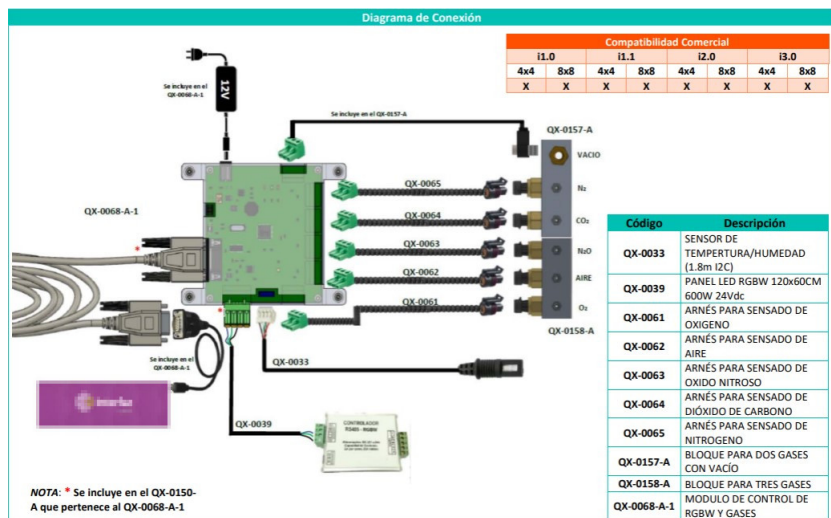 Diagrama de Conexión
Compatibilidad Comercial
i1.0 i1.1 i2.0 i3.0
4x4 8x8 4x4 8x8 4x4 8x8 4x4 8x8
X X X X X X X X
12V
Se incluye en el
QX-0068-A-1
Se incluye en el QX-0157-A
QX-0157-A
VACIO
QX-0065
N₂
QX-0068-A-1
QX-0064
CO₂
*
QX-0063
N₂O
QX-0062
AIRE
QX-0061
O₂
*
QX-0158-A
Se incluye en el
QX-0068-A-1
QX-0033
QX-0039
CONTROLADOR
Código Descripción
QX-0033 SENSOR DE
TEMPERTURA/HUMEDAD
(1.8m I2C)
QX-0039 PANEL LED RGBW 120x60CM
600W 24Vdc
QX-0061 ARNÉS PARA SENSADO DE
OXIGENO
QX-0062 ARNÉS PARA SENSADO DE
AIRE
QX-0063 ARNÉS PARA SENSADO DE
OXIDO NITROSO
QX-0064 ARNÉS PARA SENSADO DE
DIÓXIDO DE CARBONO
QX-0065 ARNÉS PARA SENSADO DE
NITROGENO
QX-0157-A BLOQUE PARA DOS GASES
CON VACÍO
QX-0158-A BLOQUE PARA TRES GASES
QX-0068-A-1 MODULO DE CONTROL DE
RGBW Y GASES
NOTA: * Se incluye en el QX-0150-
A que pertenece al QX-0068-A-1